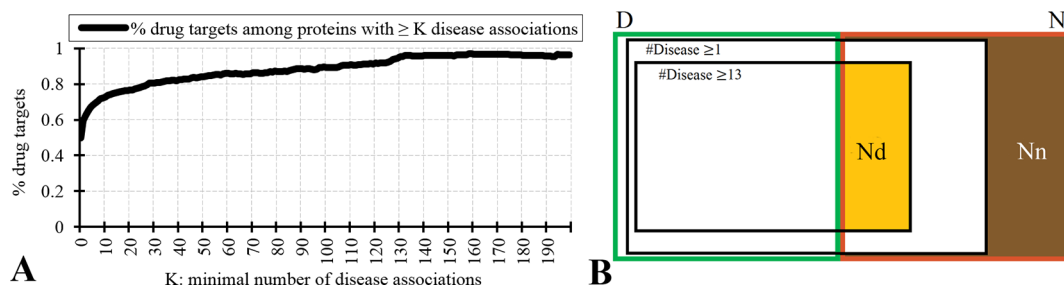 % drug targets among proteins with ≥ K disease associations
1
0.8
0.6
0.4
0.2
0
% drug targets
0 10 20 30 40 50 60 70 80 90 100 110 120 130 140 150 160 170 180 190
K: minimal number of disease associations
A
D
N
#Disease ≥1
#Disease ≥13
Nd
Nn
B